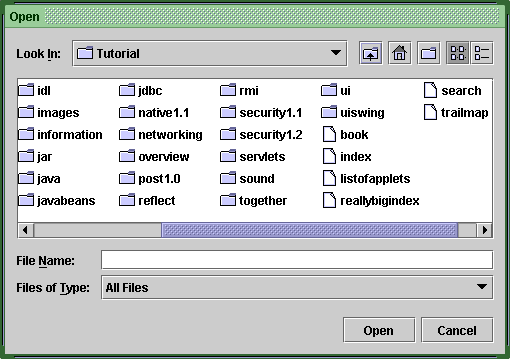 Open
Look In: Tutorial
idl jdbc rmi ui search
images native1.1 security1.1 uiswing trailmap
information networking security1.2 book
jar overview servlets index
java post1.0 sound listofapplets
javabeans reflect together reallybigindex
File Name:
Files of Type: All Files
Open Cancel